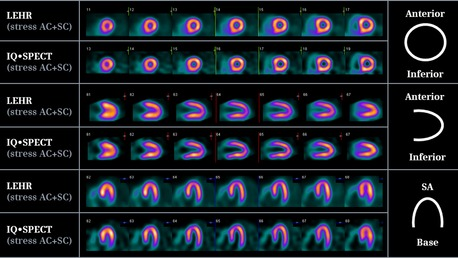 LEHR
(stress AC+SC)
Anterior
IQ•SPECT
(stress AC+SC)
Inferior
LEHR
(stress AC+SC)
Anterior
IQ•SPECT
(stress AC+SC)
Inferior
LEHR
(stress AC+SC)
SA
IQ•SPECT
(stress AC+SC)
Base